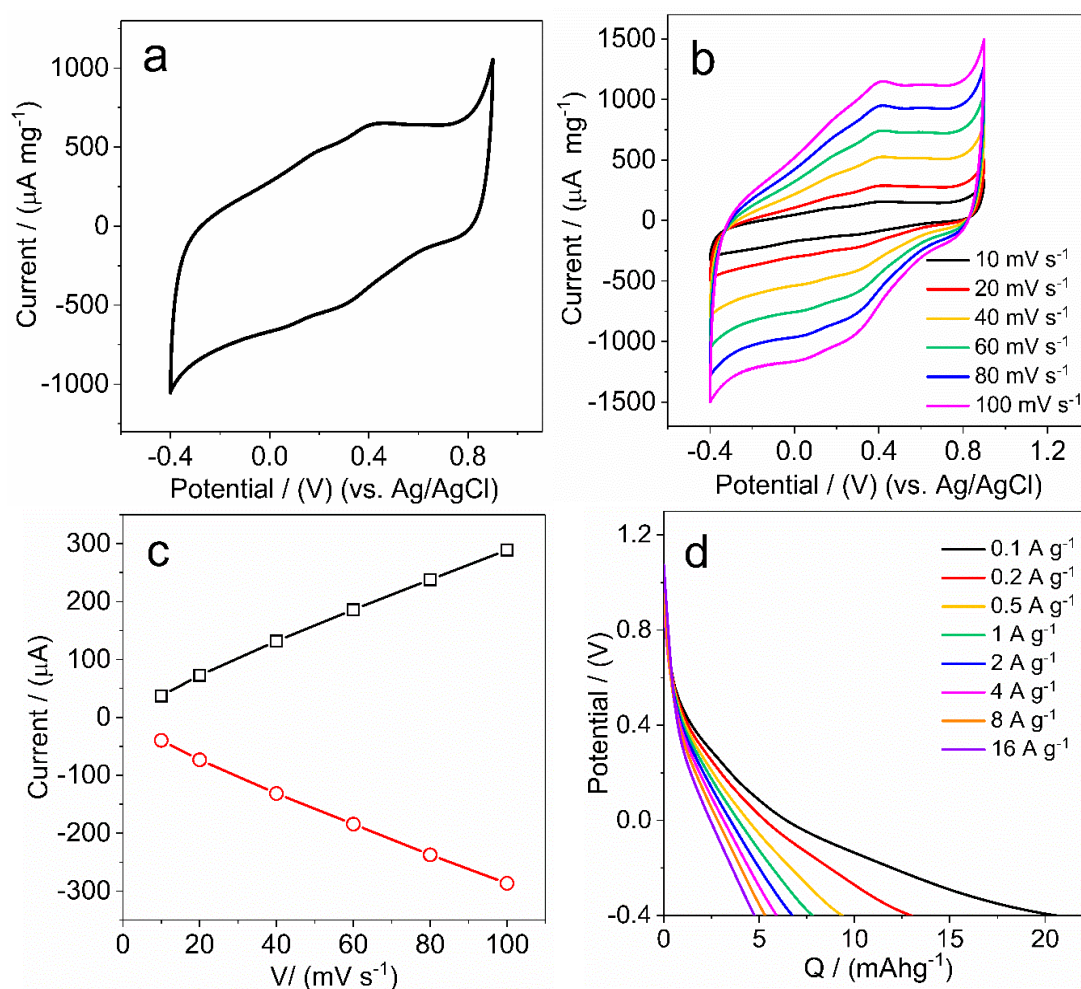 a
1000
500
0
-500
-1000
-0.4 0.0 0.4 0.8
Current / (μA mg⁻¹)
Potential / (V) (vs. Ag/AgCl)
b
1500
1000
500
0
-500
-1000
-1500
-0.4 0.0 0.4 0.8 1.2
Current / (μA mg⁻¹)
Potential / (V) (vs. Ag/AgCl)
10 mV s⁻¹
20 mV s⁻¹
40 mV s⁻¹
60 mV s⁻¹
80 mV s⁻¹
100 mV s⁻¹
c
300
200
100
0
-100
-200
-300
0 20 40 60 80 100
Current / (μA)
V/ (mV s⁻¹)
d
1.2
0.8
0.4
0.0
-0.4
0 5 10 15 20
Potential / (V)
Q / (mAhg⁻¹)
0.1 A g⁻¹
0.2 A g⁻¹
0.5 A g⁻¹
1 A g⁻¹
2 A g⁻¹
4 A g⁻¹
8 A g⁻¹
16 A g⁻¹